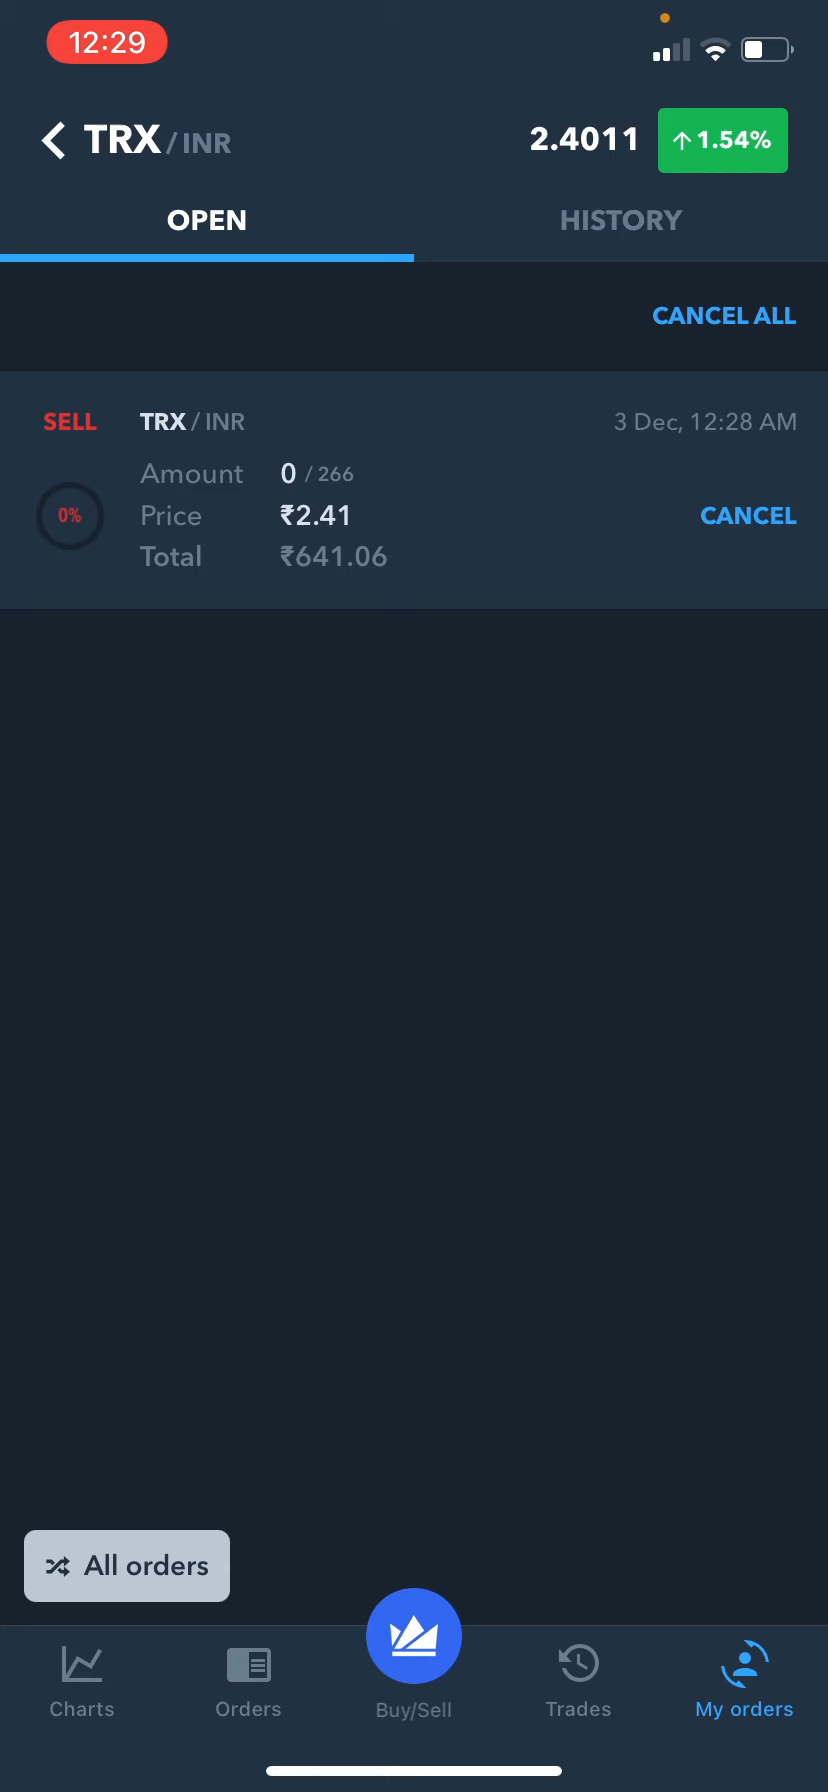 12:29
TRX / INR 2.4011 ↑ 1.54%
OPEN HISTORY
CANCEL ALL
SELL TRX / INR 3 Dec, 12:28 AM
Amount 0 / 266
0% Price ₹2.41 CANCEL
Total ₹641.06
All orders
Charts Orders Buy/Sell Trades My orders